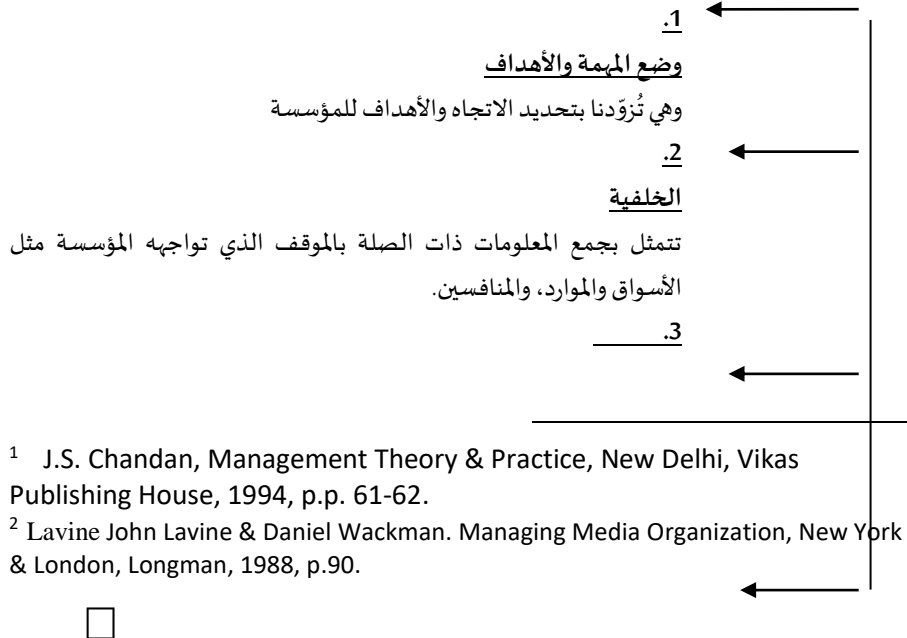 1.
وضع المهمة والأهداف
وهي تُزوّدنا بتحديد الاتجاه والأهداف للمؤسسة
2.
الخلفية
تتمثل بجمع المعلومات ذات الصلة بالموقف الذي تواجهه المؤسسة مثل
الأسواق والموارد، والمنافسين.
3.
1 J.S. Chandan, Management Theory & Practice, New Delhi, Vikas
Publishing House, 1994, p.p. 61-62.
2 Lavine John Lavine & Daniel Wackman. Managing Media Organization, New York
& London, Longman, 1988, p.90.